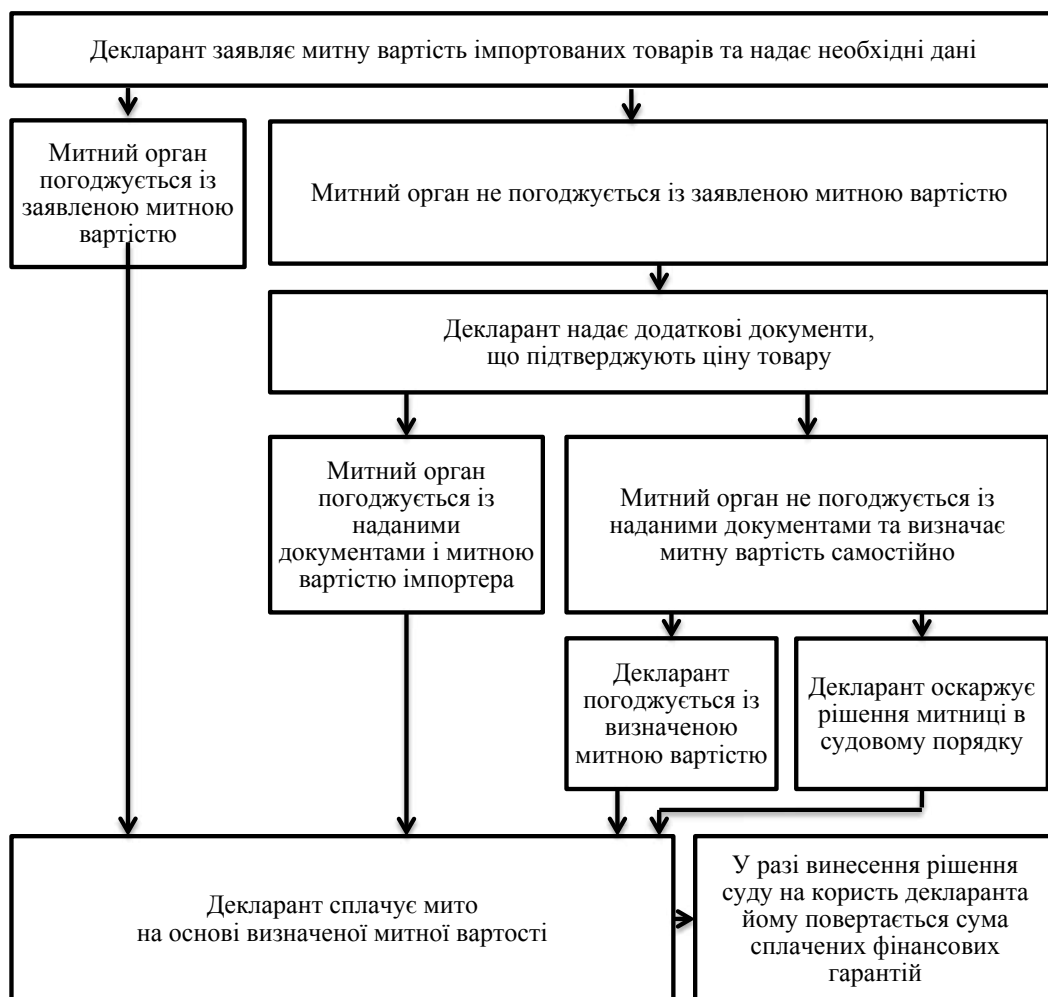 Декларант заявляє митну вартість імпортованих товарів та надає необхідні дані
Митний орган
погоджується із
заявленою митною
вартістю
Митний орган не погоджується із заявленою митною вартістю
Декларант надає додаткові документи,
що підтверджують ціну товару
Митний орган
погоджується із
наданими
документами і митною
вартістю імпортера
Митний орган не погоджується із
наданими документами та визначає
митну вартість самостійно
Декларант
погоджується із
визначеною
митною вартістю
Декларант оскаржує
рішення митниці в
судовому порядку
Декларант сплачує мито
на основі визначеної митної вартості
У разі винесення рішення
суду на користь декларанта
йому повертається сума
сплачених фінансових
гарантій